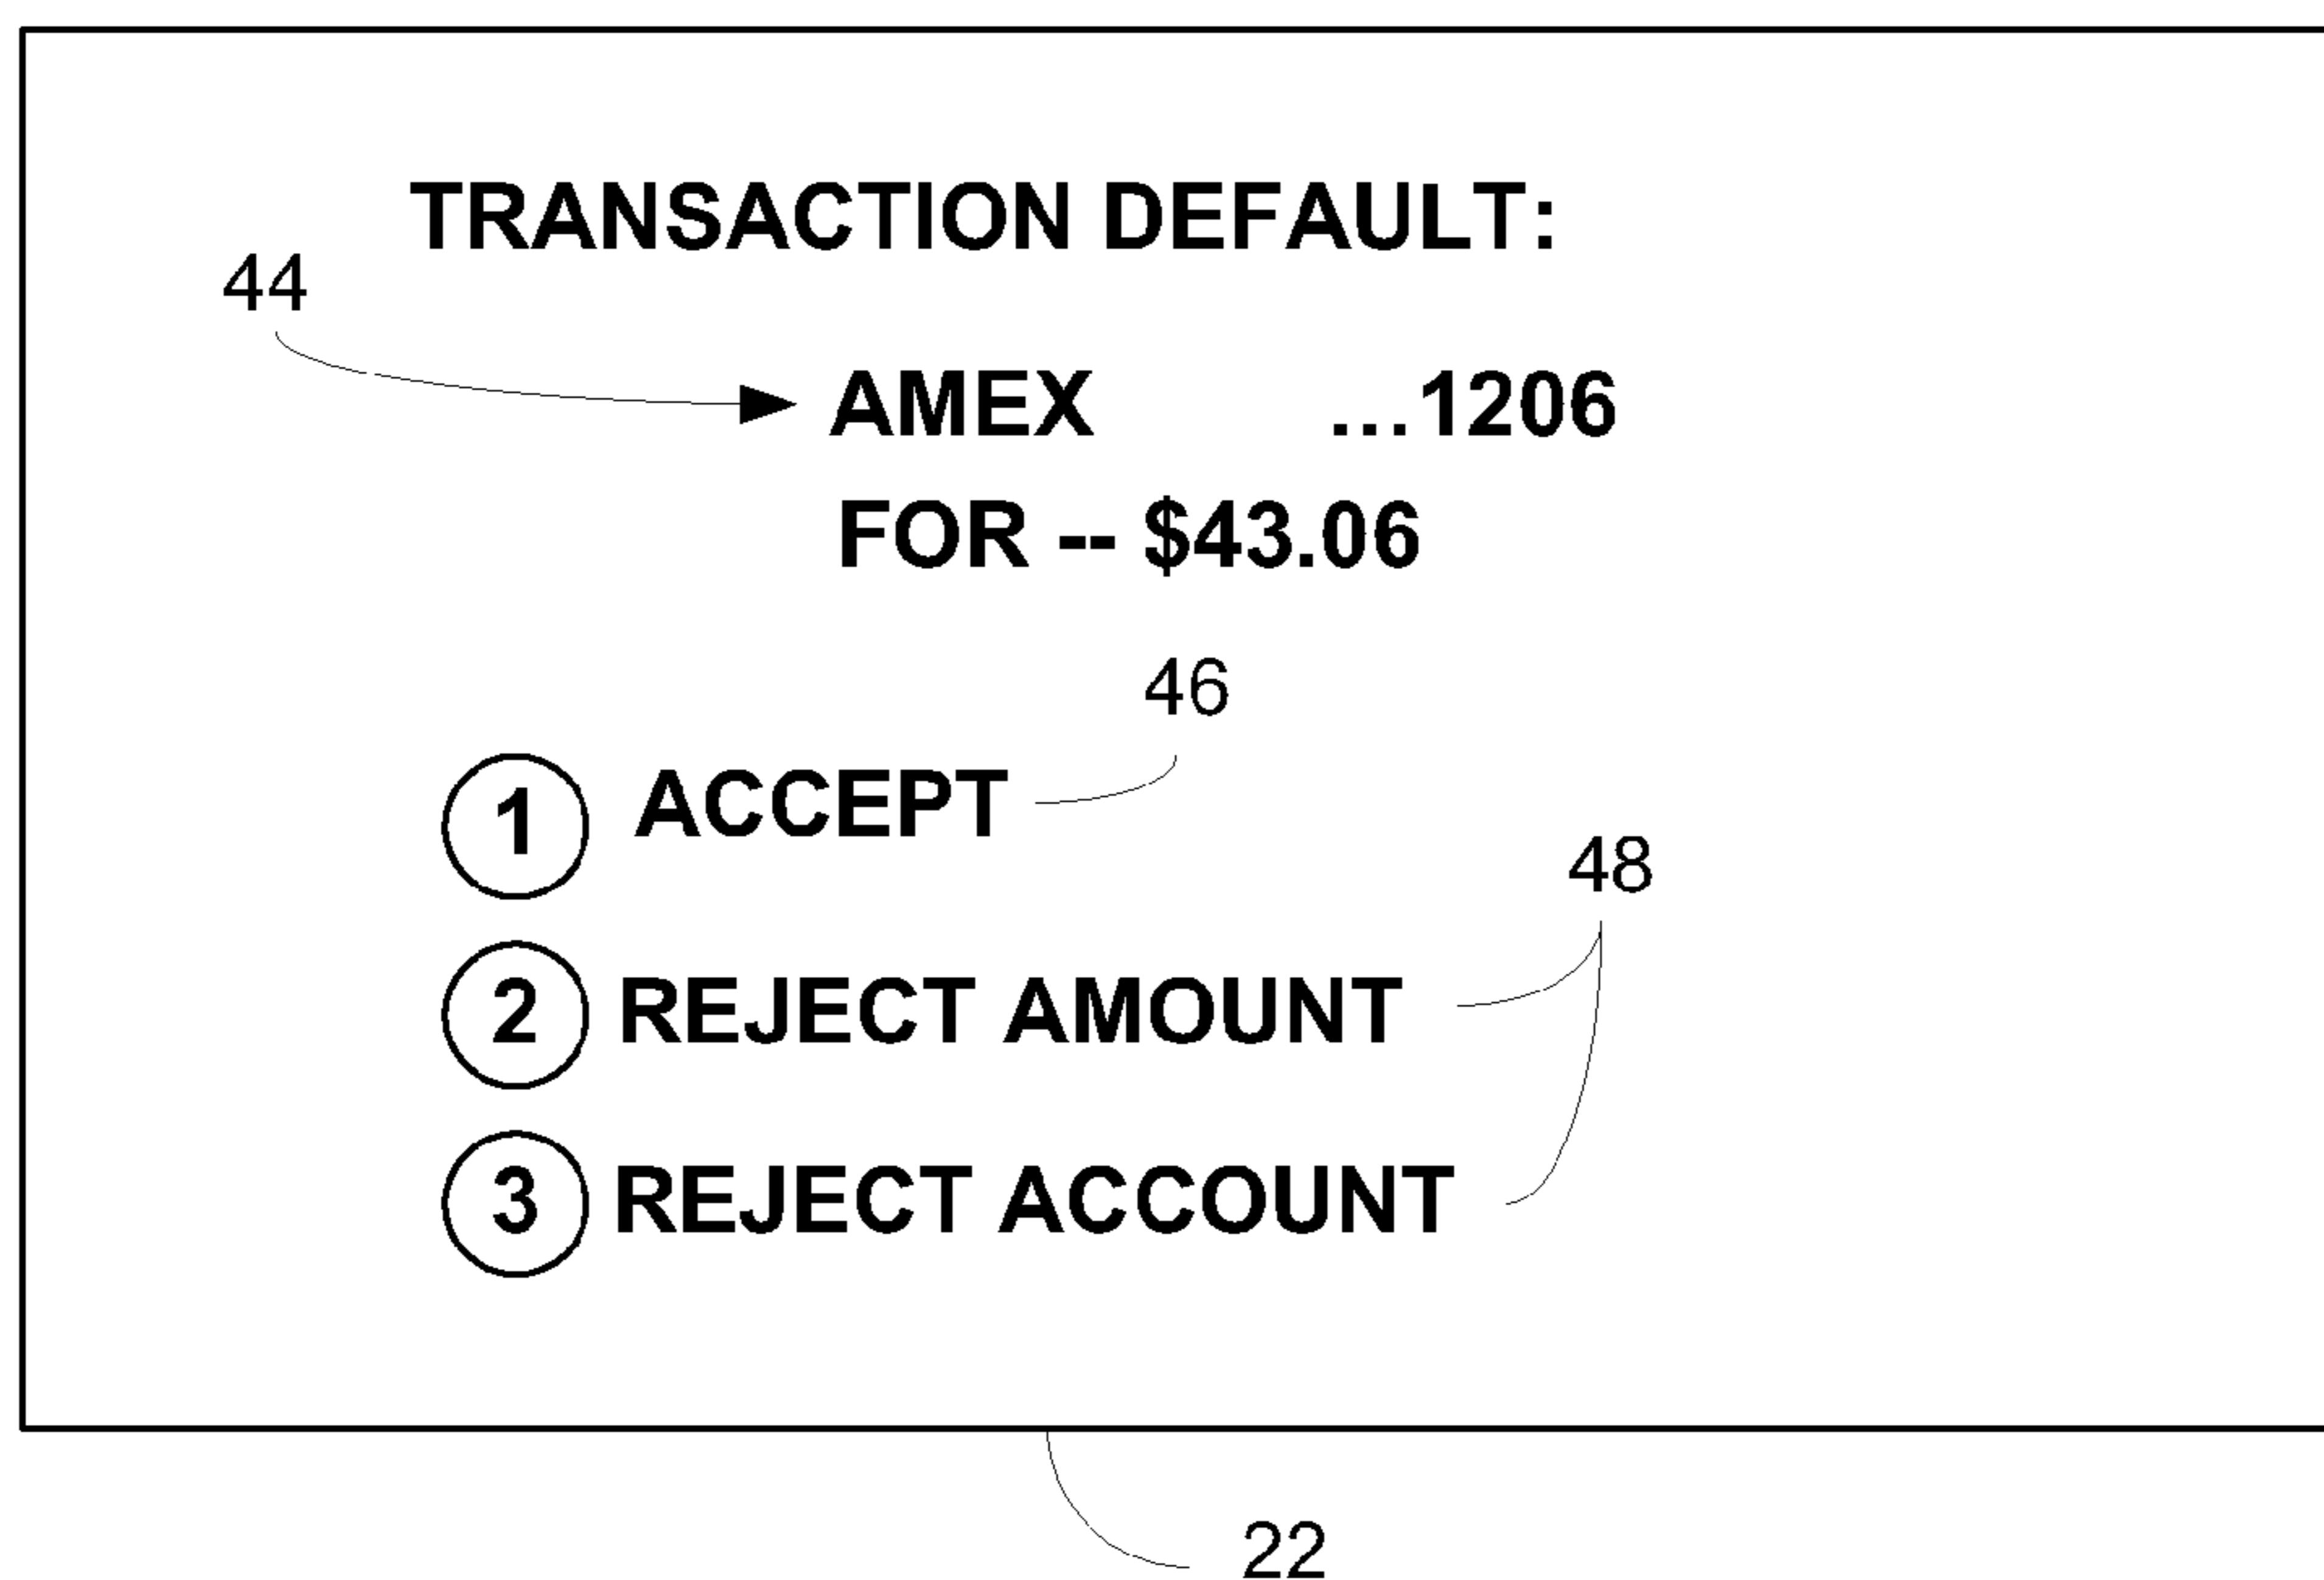 TRANSACTION DEFAULT:
44
AMEX ...1206
FOR -- $43.06
46
1 ACCEPT
48
2 REJECT AMOUNT
3 REJECT ACCOUNT
22